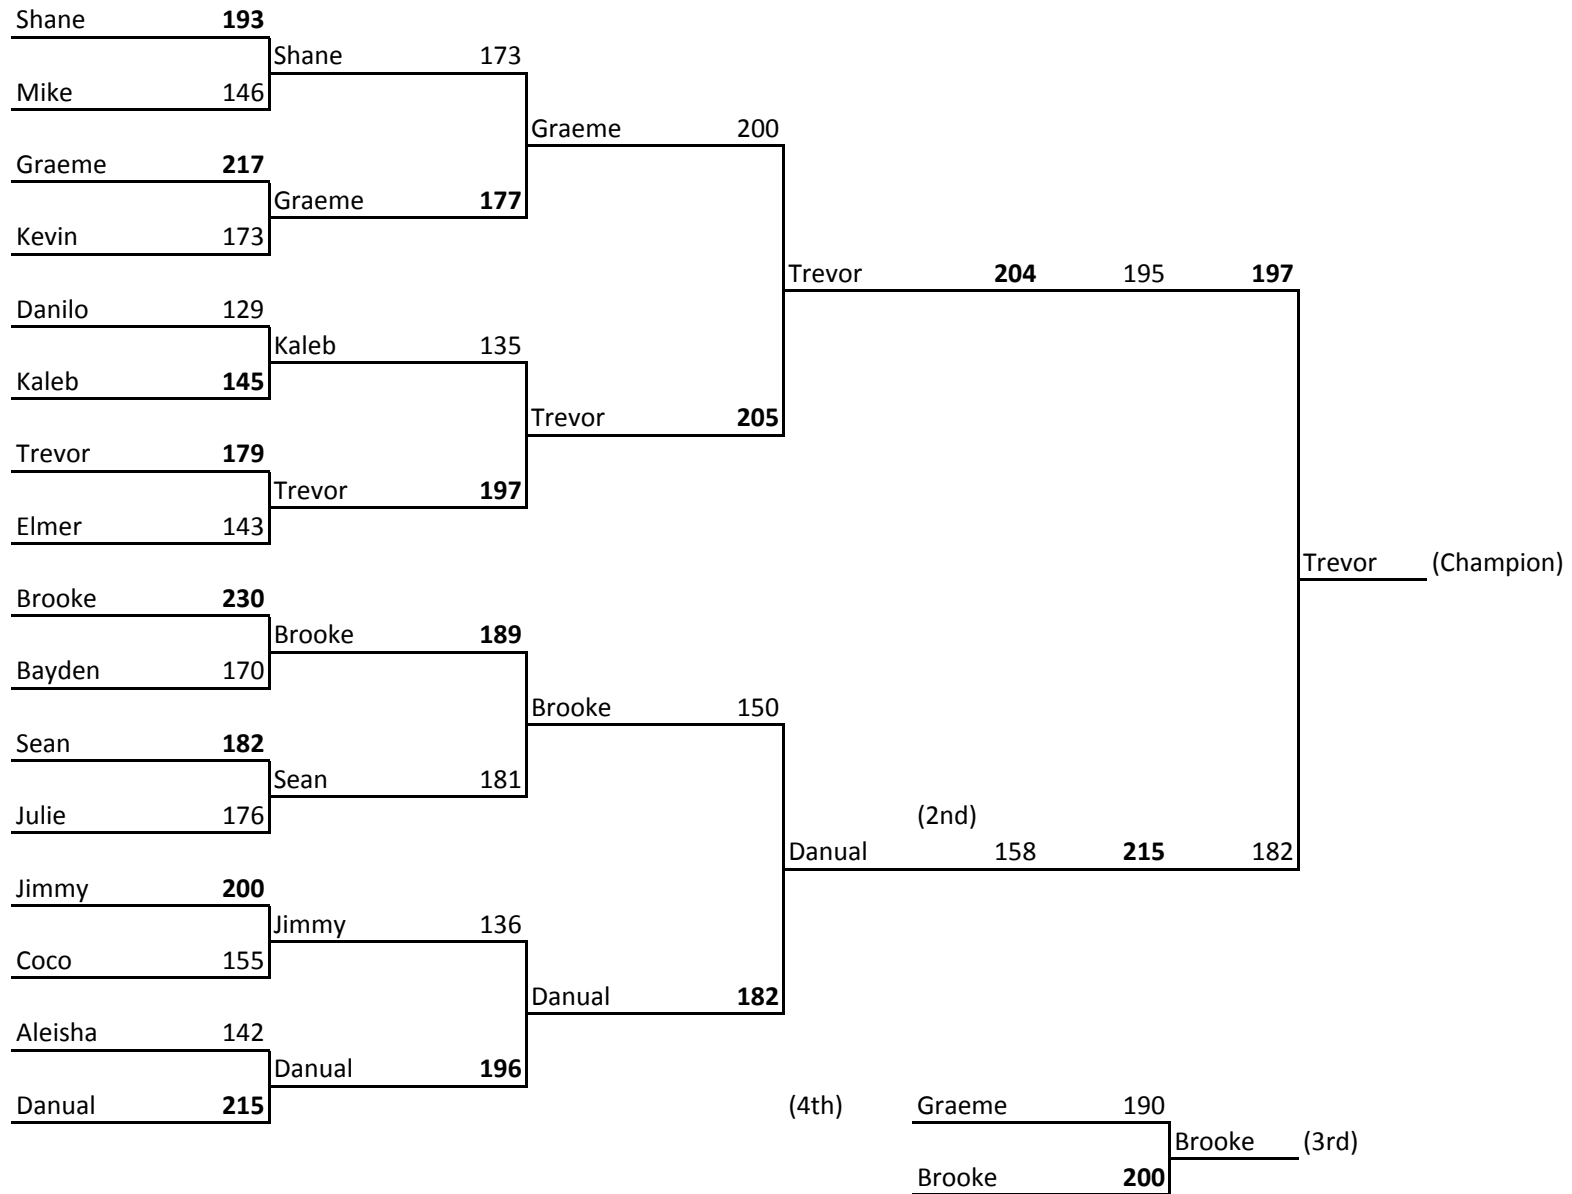 Shane 193
Shane 173
Mike 146
Graeme 200
Graeme 217
Graeme 177
Kevin 173
Trevor 204 195 197
Danilo 129
Kaleb 135
Kaleb 145
Trevor 205
Trevor 179
Trevor 197
Elmer 143
Trevor (Champion)
Brooke 230
Brooke 189
Bayden 170
Brooke 150
Sean 182
Sean 181
Julie 176 (2nd)
Danual 158 215 182
Jimmy 200
Jimmy 136
Coco 155
Danual 182
Aleisha 142
Danual 196
Danual 215 (4th) Graeme 190
Brooke (3rd)
Brooke 200